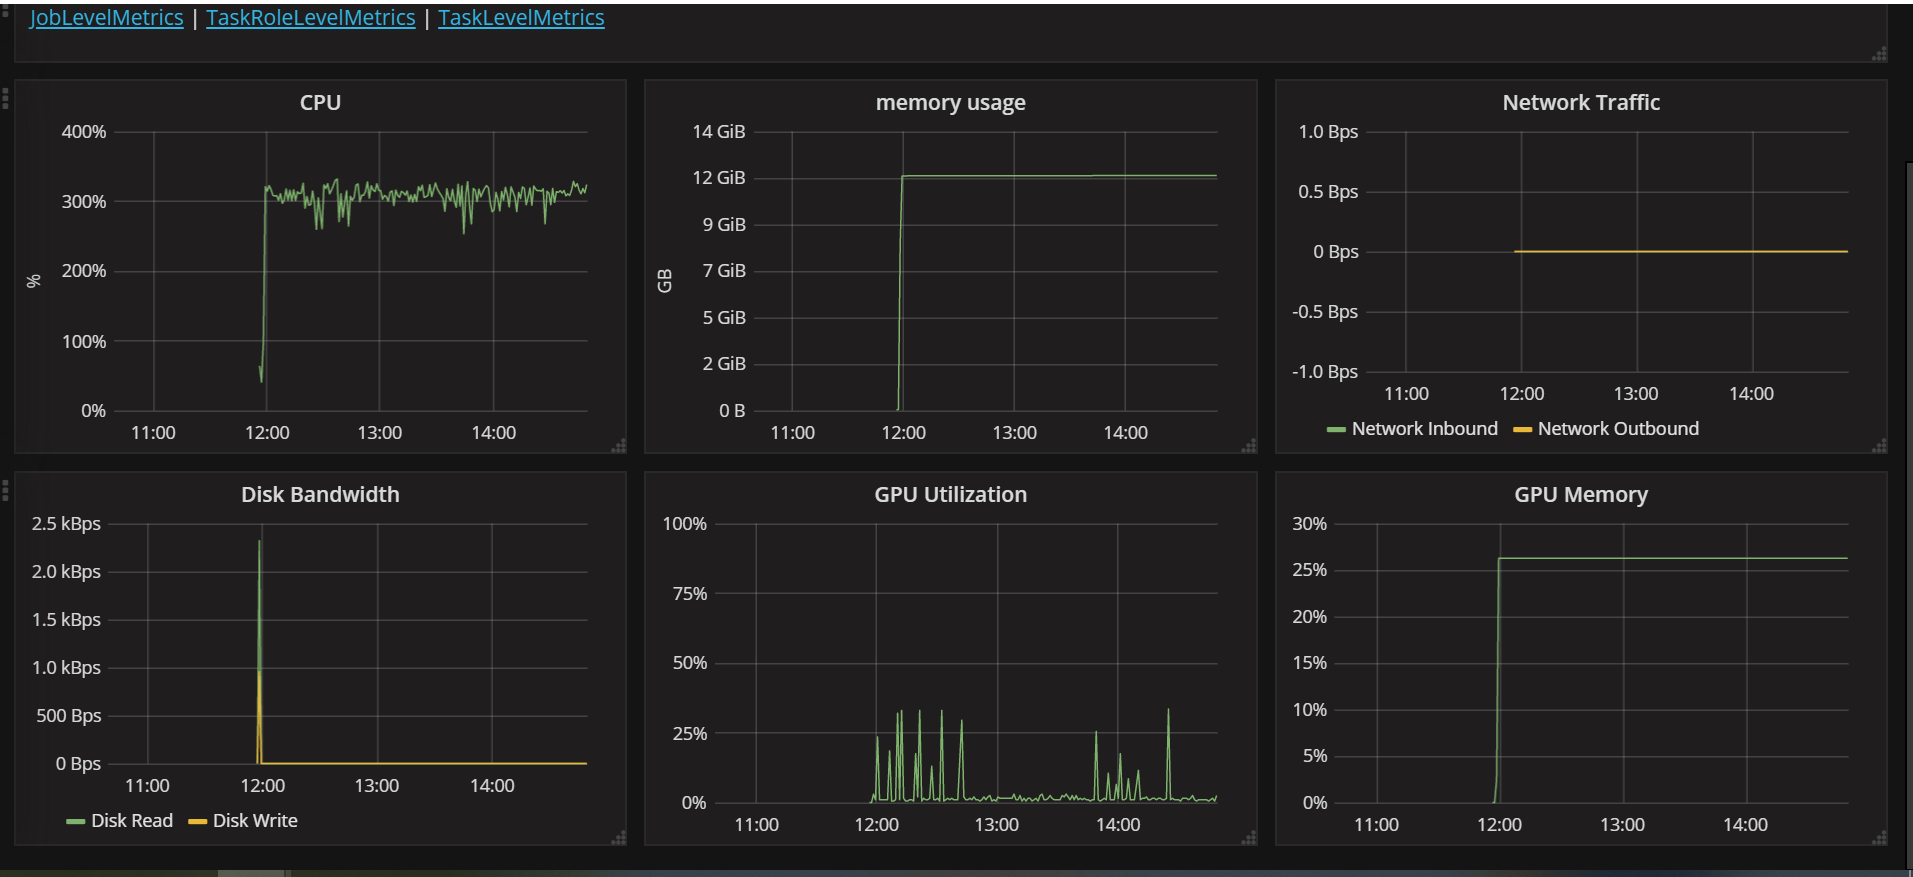 JobLevelMetrics | TaskRoleLevelMetrics | TaskLevelMetrics
CPU
400%
300%
200%
100%
0%
%
11:00 12:00 13:00 14:00
memory usage
14 GiB
12 GiB
9 GiB
7 GiB
5 GiB
2 GiB
0 B
GB
11:00 12:00 13:00 14:00
Network Traffic
1.0 Bps
0.5 Bps
0 Bps
-0.5 Bps
-1.0 Bps
11:00 12:00 13:00 14:00
Network Inbound Network Outbound
Disk Bandwidth
2.5 kBps
2.0 kBps
1.5 kBps
1.0 kBps
500 Bps
0 Bps
11:00 12:00 13:00 14:00
Disk Read Disk Write
GPU Utilization
100%
75%
50%
25%
0%
11:00 12:00 13:00 14:00
GPU Memory
30%
25%
20%
15%
10%
5%
0%
11:00 12:00 13:00 14:00